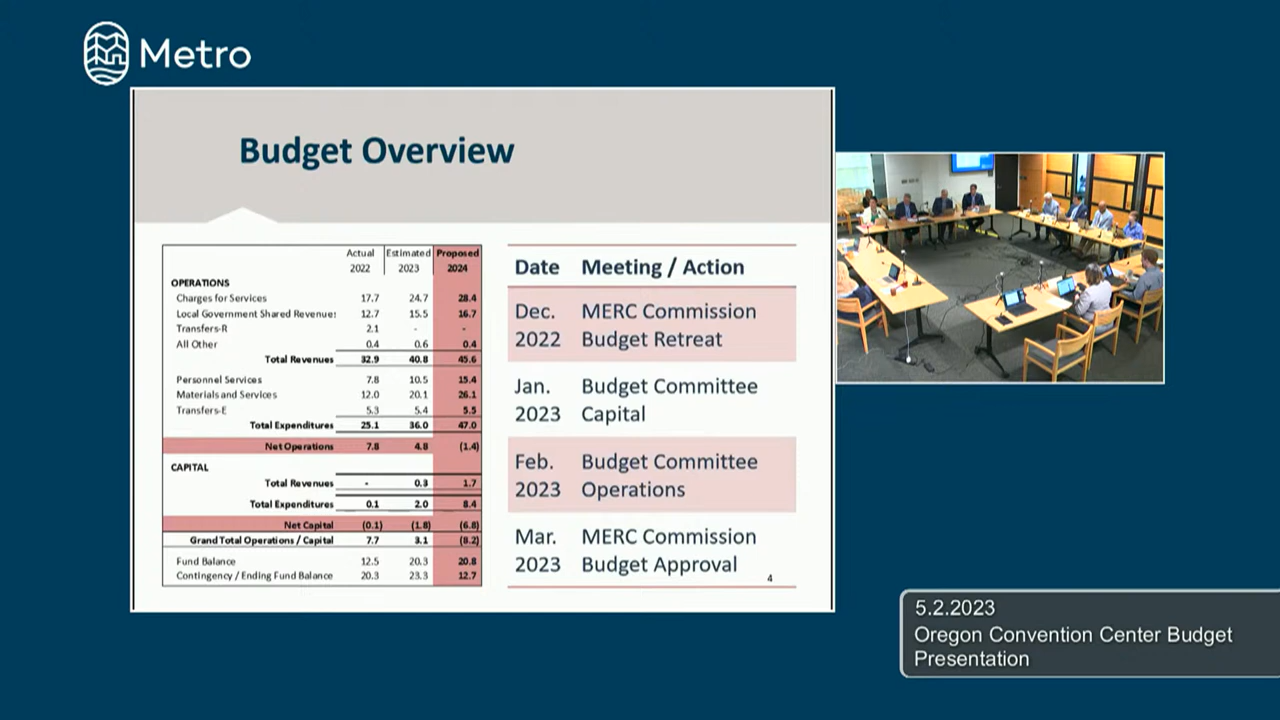 Metro
Budget Overview
Actual Estimated Proposed
2022 2023 2024
OPERATIONS
Charges for Services 17.7 24.7 28.4
Local Government Shared Revenue: 12.7 15.5 16.7
Transfers-R 2.1 - -
All Other 0.4 0.6 0.4
Total Revenues 32.9 40.8 45.6
Personnel Services 7.8 10.5 15.4
Materials and Services 12.0 20.1 26.1
Transfers-E 5.3 5.4 5.5
Total Expenditures 25.1 36.0 47.0
Net Operations 7.8 4.8 (1.4)
CAPITAL
Total Revenues - 0.3 1.7
Total Expenditures 0.1 2.0 8.4
Net Capital (0.1) (1.8) (6.8)
Grand Total Operations / Capital 7.7 3.1 (8.2)
Fund Balance 12.5 20.3 20.8
Contingency / Ending Fund Balance 20.3 23.3 12.7
Date Meeting / Action
Dec. MERC Commission
2022 Budget Retreat
Jan. Budget Committee
2023 Capital
Feb. Budget Committee
2023 Operations
Mar. MERC Commission
2023 Budget Approval
4
5.2.2023
Oregon Convention Center Budget
Presentation